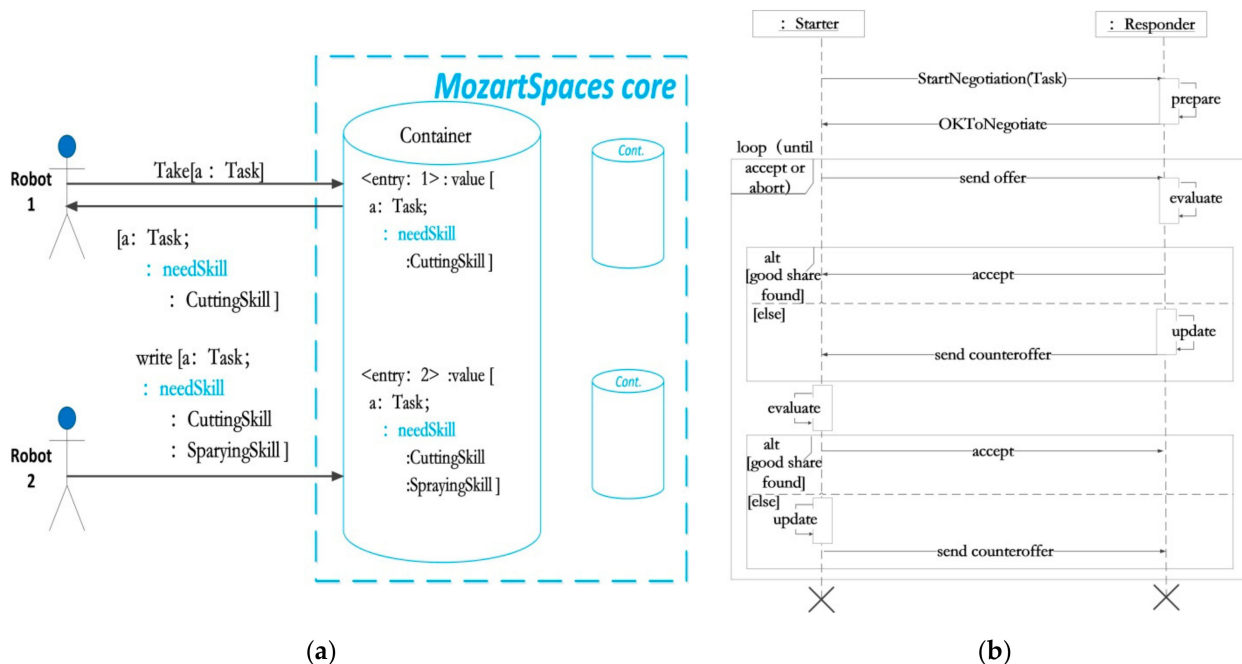 MozartSpaces core
Container
Cont.
Robot
1
Take[a： Task]
<entry: 1> : value [
a: Task;
: needSkill
:CuttingSkill ]
[a: Task;
: needSkill
: CuttingSkill ]
write [a: Task;
: needSkill
: CuttingSkill
: SparyingSkill ]
Robot
2
<entry: 2> :value [
a: Task;
: needSkill
:CuttingSkill
:SprayingSkill ]
Cont.
(a)
: Starter
: Responder
StartNegotiation(Task)
prepare
OKToNegotiate
loop（until
accept or
abort）
send offer
evaluate
alt
[good share
found]
accept
[else]
update
send counteroffer
evaluate
alt
[good share
found]
accept
[else]
update
send counteroffer
(b)